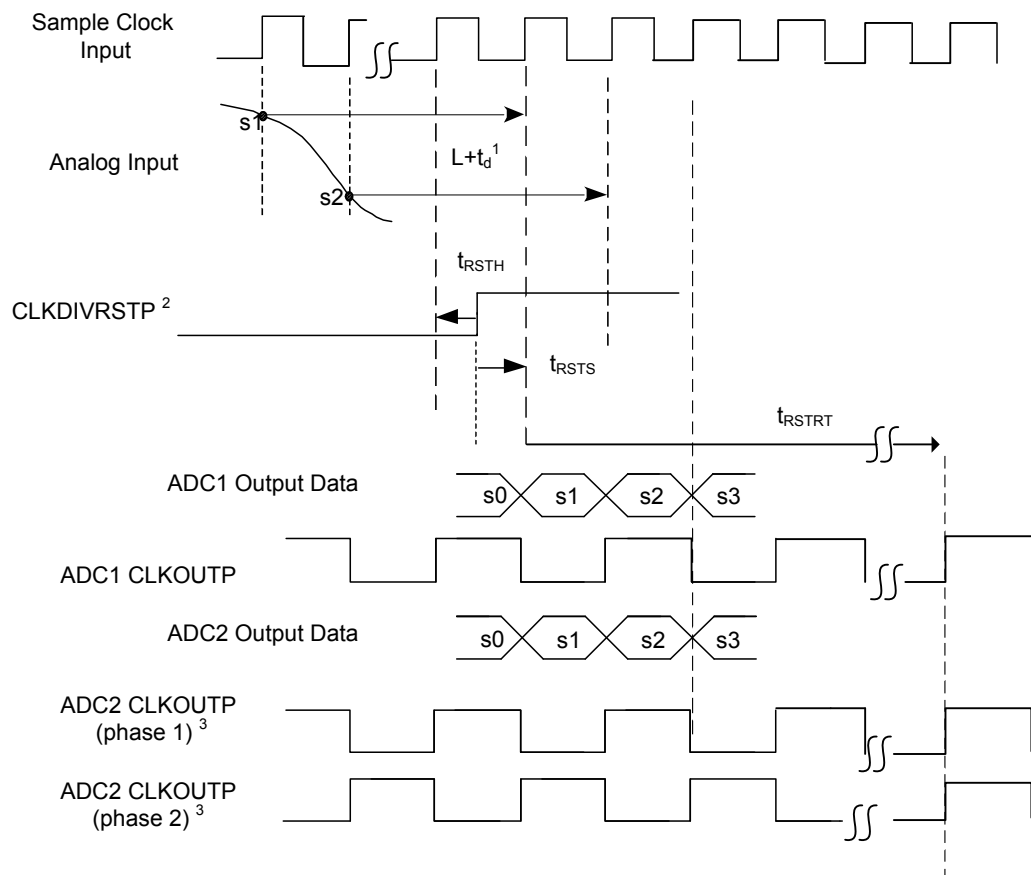 Sample Clock
Input
s1
Analog Input
L+td1
s2
tRSTH
CLKDIVRSTP 2
tRSTS
tRSTRT
ADC1 Output Data
s0 s1 s2 s3
ADC1 CLKOUTP
ADC2 Output Data
s0 s1 s2 s3
ADC2 CLKOUTP
(phase 1) 3
ADC2 CLKOUTP
(phase 2) 3